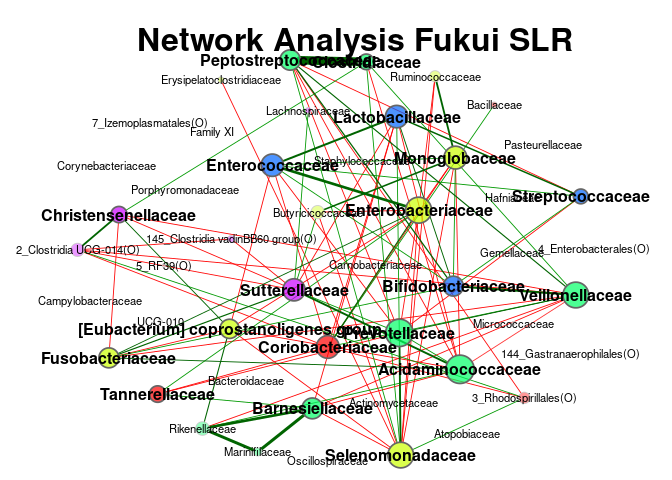 Network Analysis Fukui SLR
Peptostreptococcaceae
Clostridiaceae
Erysipelatoclostridiaceae
Ruminococcaceae
Lachnospiraceae
Bacillaceae
7_Izemoplasmatales(O)
Lactobacillaceae
Family XI
Pasteurellaceae
Corynebacteriaceae
Enterococcaceae
Staphylococcaceae
Monoglobaceae
Porphyromonadaceae
Hafniaceae
Streptococcaceae
Christensenellaceae
Butyricicoccaceae
Enterobacteriaceae
145_Clostridia vadinBB60 group(O)
2_Clostridia UCG-014(O)
4_Enterobacterales(O)
Gemellaceae
5_RF39(O)
Carnobacteriaceae
Sutterellaceae
Bifidobacteriaceae
Veillonellaceae
Campylobacteraceae
UCG-010
Micrococcaceae
[Eubacterium] coprostanoligenes group
Prevotellaceae
Coriobacteriaceae
Fusobacteriaceae
144_Gastranaerophilales(O)
Acidaminococcaceae
Bacteroidaceae
Tannerellaceae
3_Rhodospirillales(O)
Barnesiellaceae
Actinomycetaceae
Rikenellaceae
Atopobiaceae
Marinifilaceae
Oscillospiraceae
Selenomonadaceae